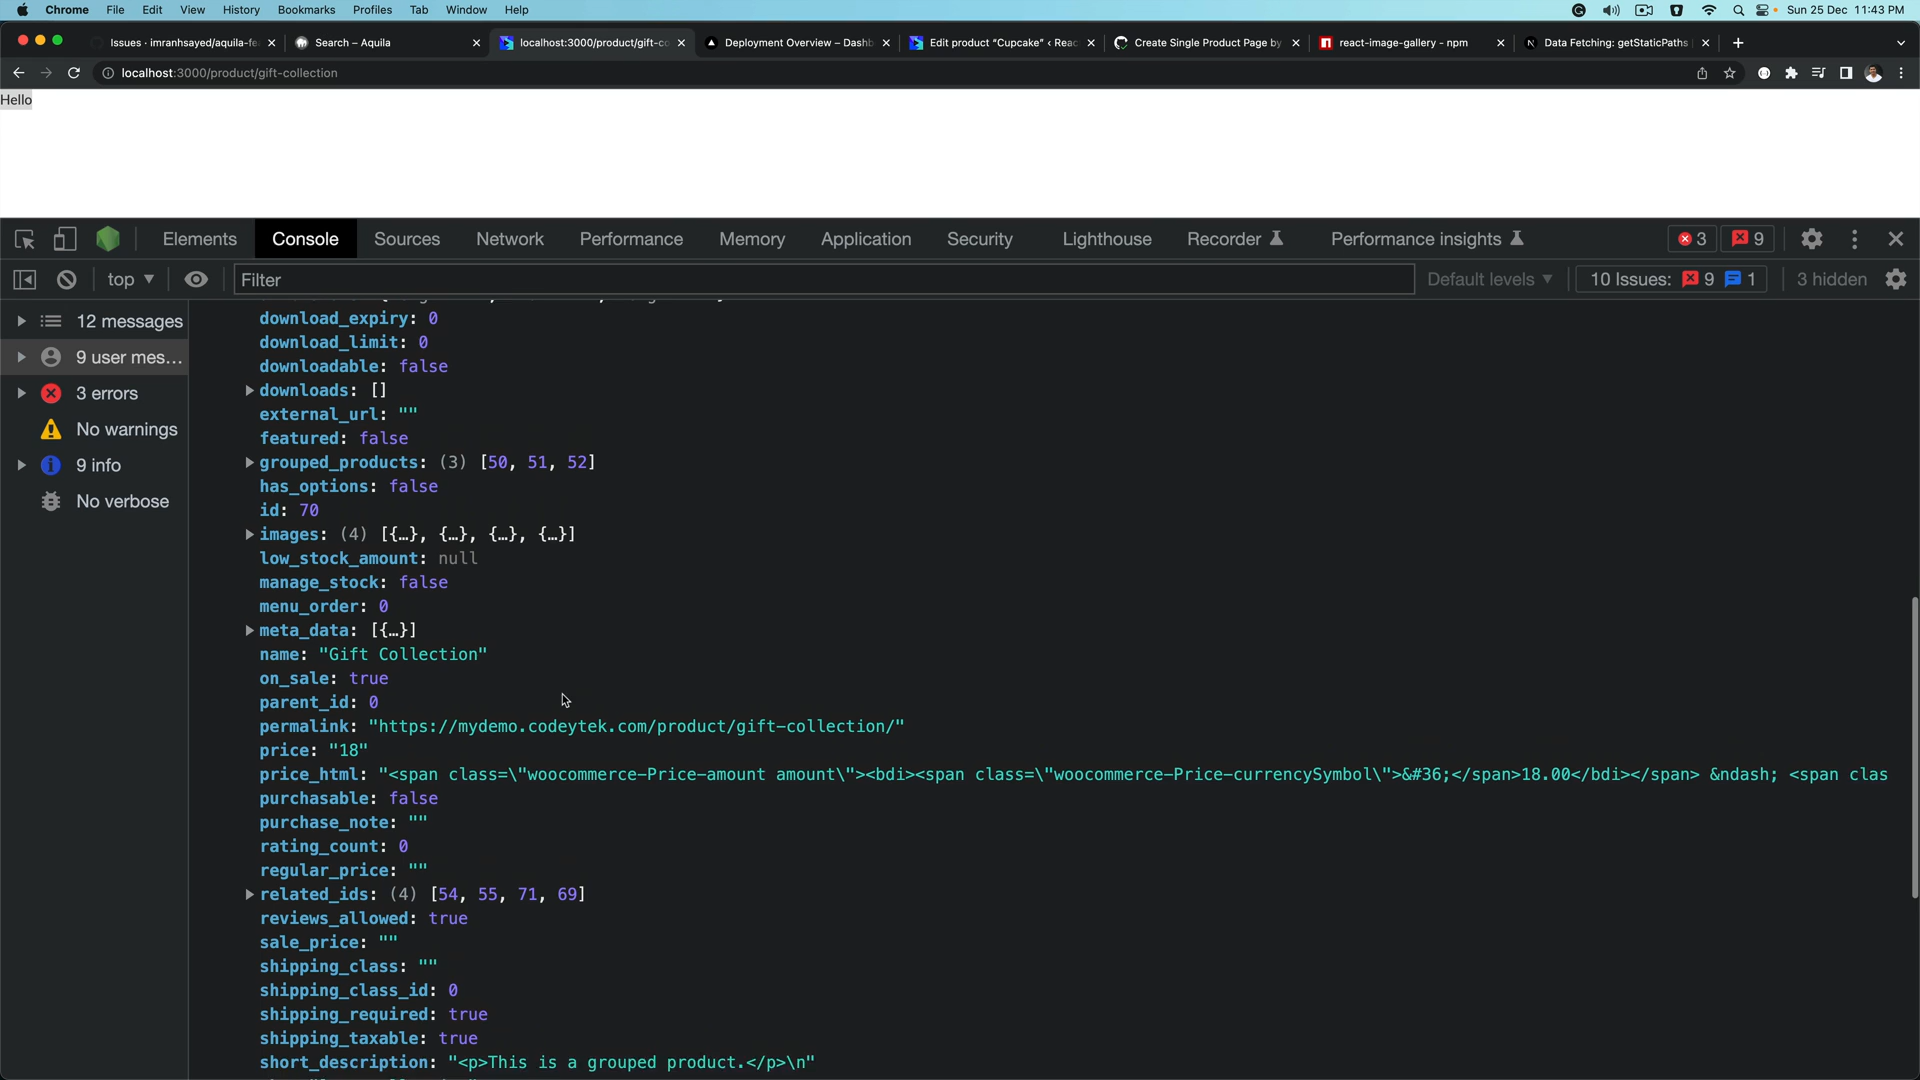 Chrome File Edit View History Bookmarks Profiles Tab Window Help Sun 25 Dec 11:43 PM
Issues · imranhsayed/aquila-fe Search – Aquila localhost:3000/product/gift-co Deployment Overview – Dashb Edit product “Cupcake” ‹ Reac Create Single Product Page by react-image-gallery - npm Data Fetching: getStaticPaths
localhost:3000/product/gift-collection
Hello
Elements Console Sources Network Performance Memory Application Security Lighthouse Recorder Performance insights 3 9
top Filter Default levels 10 Issues: 9 1 3 hidden
12 messages
9 user mes…
3 errors
No warnings
9 info
No verbose
download_expiry: 0
download_limit: 0
downloadable: false
downloads: []
external_url: ""
featured: false
grouped_products: (3) [50, 51, 52]
has_options: false
id: 70
images: (4) [{…}, {…}, {…}, {…}]
low_stock_amount: null
manage_stock: false
menu_order: 0
meta_data: [{…}]
name: "Gift Collection"
on_sale: true
parent_id: 0
permalink: "https://mydemo.codeytek.com/product/gift-collection/"
price: "18"
price_html: "<span class=\"woocommerce-Price-amount amount\"><bdi><span class=\"woocommerce-Price-currencySymbol\">&#36;</span>18.00</bdi></span> &ndash; <span clas
purchasable: false
purchase_note: ""
rating_count: 0
regular_price: ""
related_ids: (4) [54, 55, 71, 69]
reviews_allowed: true
sale_price: ""
shipping_class: ""
shipping_class_id: 0
shipping_required: true
shipping_taxable: true
short_description: "<p>This is a grouped product.</p>\n"